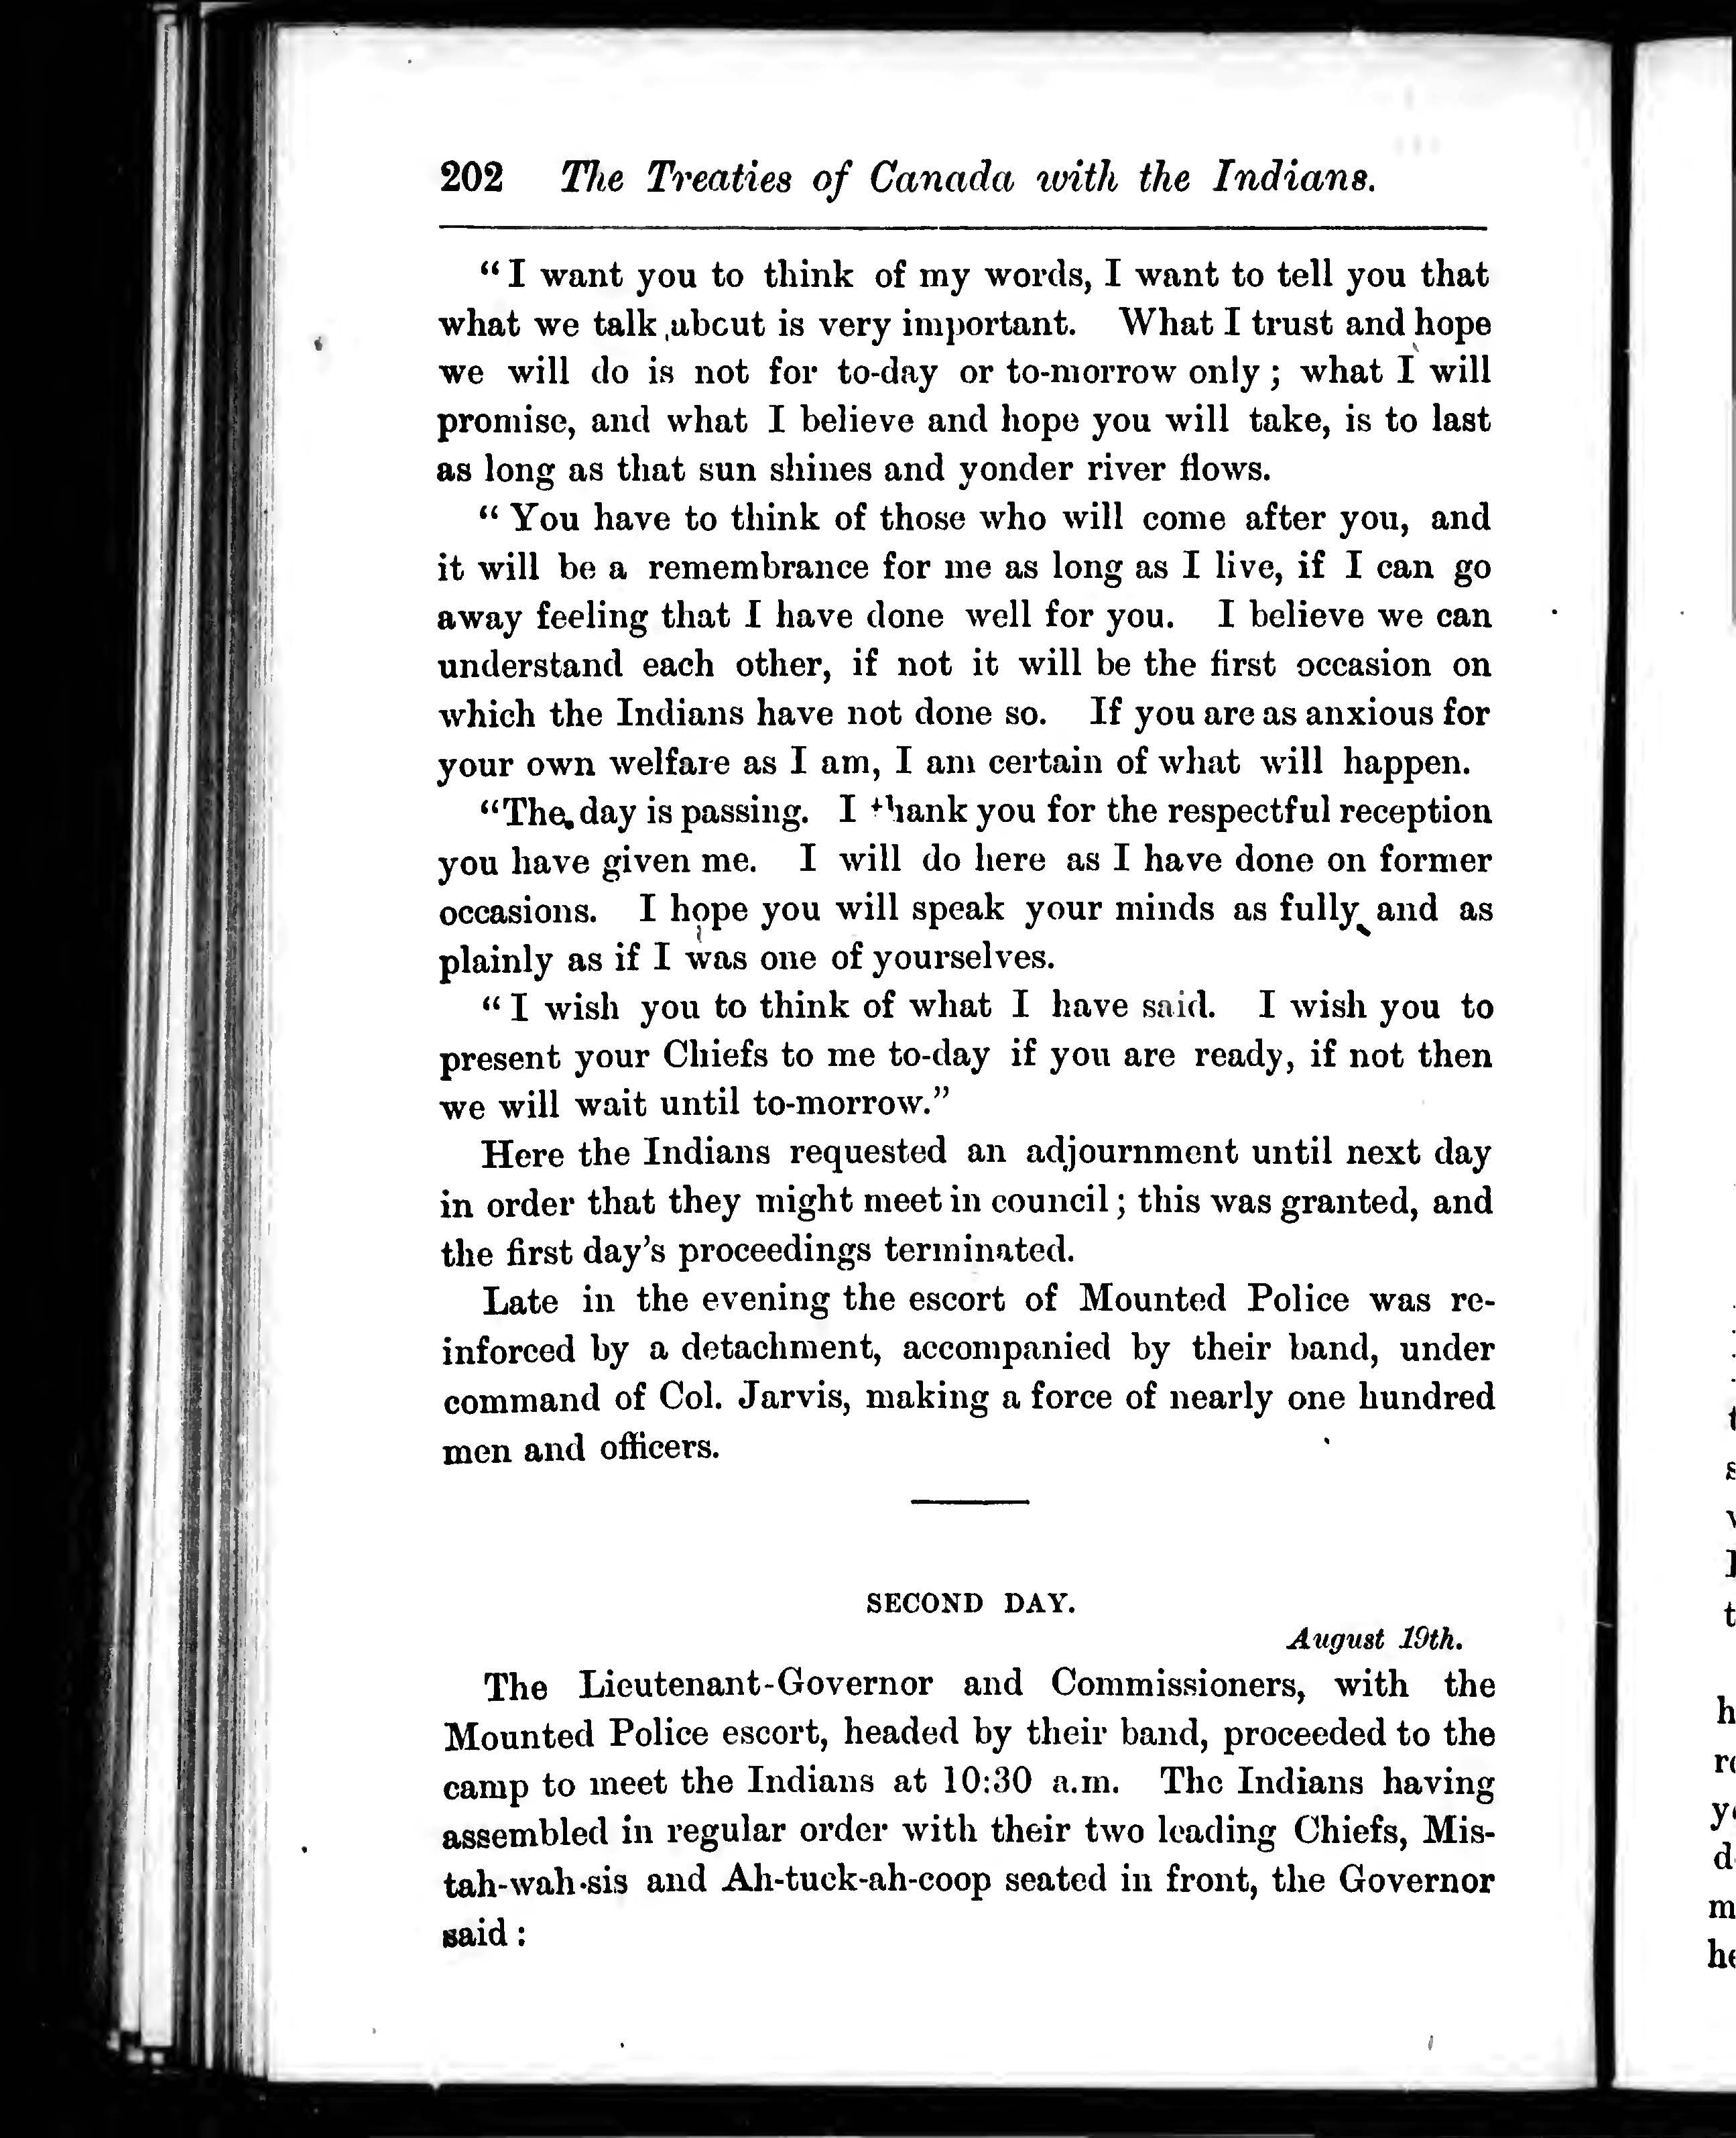 202 The Treaties of Canada with the Indians.
“I want you to think of my words, I want to tell you that
what we talk about is very important. What I trust and hope
we will do is not for to-day or to-morrow only; what I will
promise, and what I believe and hope you will take, is to last
as long as that sun shines and yonder river flows.
“You have to think of those who will come after you, and
it will be a remembrance for me as long as I live, if I can go
away feeling that I have done well for you. I believe we can
understand each other, if not it will be the first occasion on
which the Indians have not done so. If you are as anxious for
your own welfare as I am, I am certain of what will happen.
“The day is passing. I thank you for the respectful reception
you have given me. I will do here as I have done on former
occasions. I hope you will speak your minds as fully and as
plainly as if I was one of yourselves.
“I wish you to think of what I have said. I wish you to
present your Chiefs to me to-day if you are ready, if not then
we will wait until to-morrow.”
Here the Indians requested an adjournment until next day
in order that they might meet in council; this was granted, and
the first day’s proceedings terminated.
Late in the evening the escort of Mounted Police was re-
inforced by a detachment, accompanied by their band, under
command of Col. Jarvis, making a force of nearly one hundred
men and officers.
SECOND DAY.
August 19th.
The Lieutenant-Governor and Commissioners, with the
Mounted Police escort, headed by their band, proceeded to the
camp to meet the Indians at 10:30 a.m. The Indians having
assembled in regular order with their two leading Chiefs, Mis-
tah-wah-sis and Ah-tuck-ah-coop seated in front, the Governor
said: